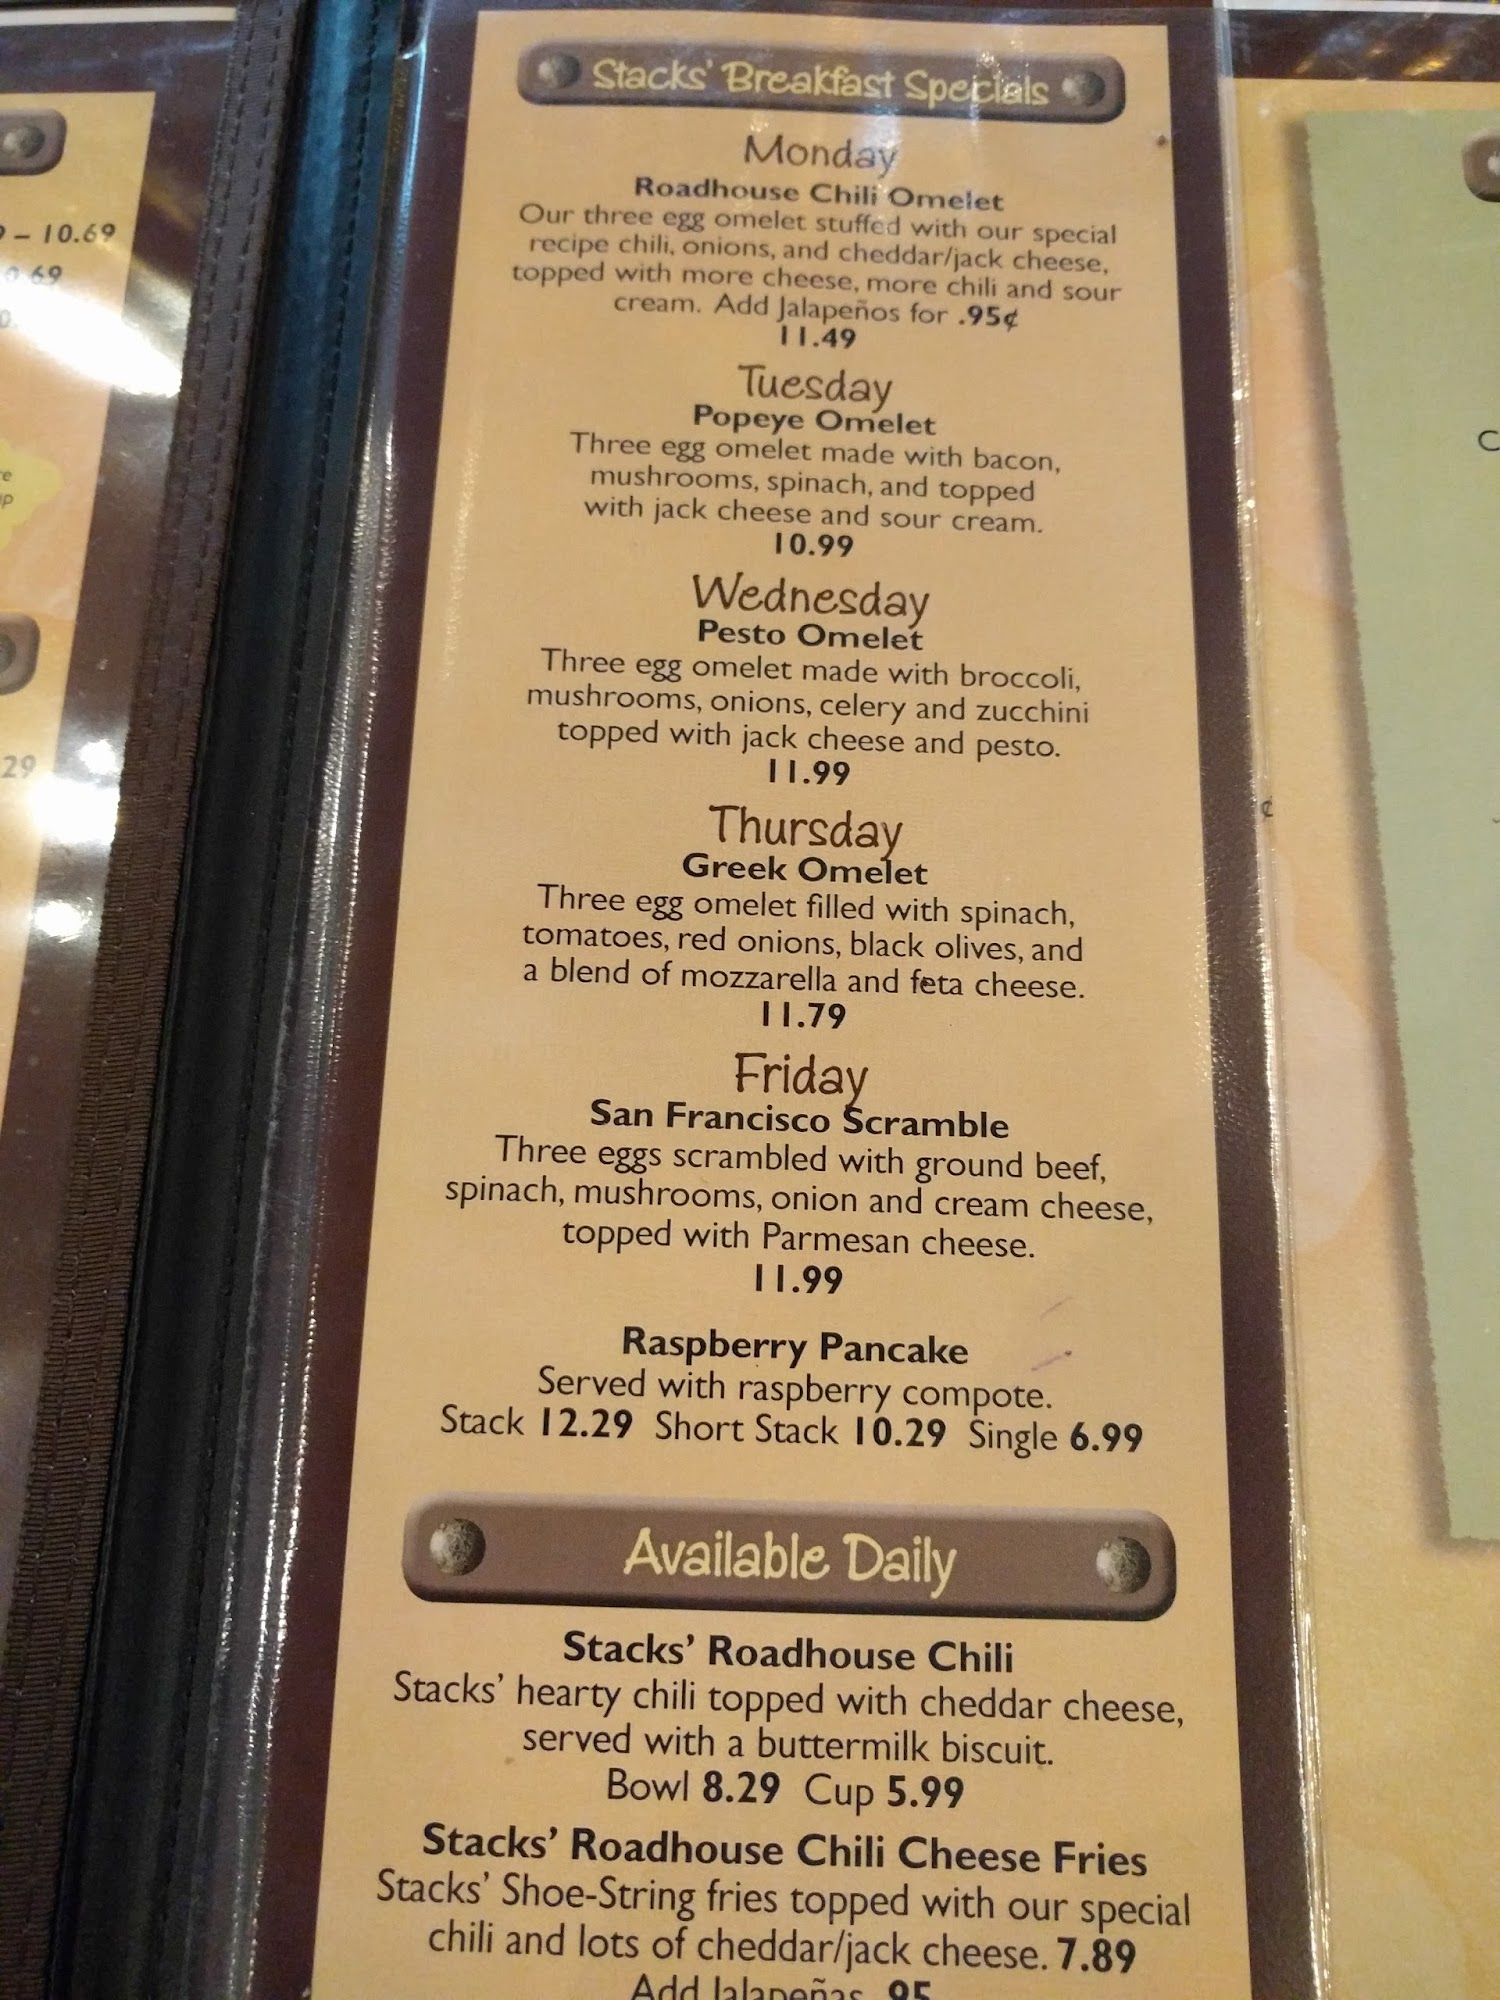 Stacks' Breakfast Specials
Monday
Roadhouse Chili Omelet
Our three egg omelet stuffed with our special
recipe chili, onions, and cheddar/jack cheese,
topped with more cheese, more chili and sour
cream. Add Jalapeños for .95¢
11.49
Tuesday
Popeye Omelet
Three egg omelet made with bacon,
mushrooms, spinach, and topped
with jack cheese and sour cream.
10.99
Wednesday
Pesto Omelet
Three egg omelet made with broccoli,
mushrooms, onions, celery and zucchini
topped with jack cheese and pesto.
11.99
Thursday
Greek Omelet
Three egg omelet filled with spinach,
tomatoes, red onions, black olives, and
a blend of mozzarella and feta cheese.
11.79
Friday
San Francisco Scramble
Three eggs scrambled with ground beef,
spinach, mushrooms, onion and cream cheese,
topped with Parmesan cheese.
11.99
Raspberry Pancake
Served with raspberry compote.
Stack 12.29 Short Stack 10.29 Single 6.99
Available Daily
Stacks' Roadhouse Chili
Stacks' hearty chili topped with cheddar cheese,
served with a buttermilk biscuit.
Bowl 8.29 Cup 5.99
Stacks' Roadhouse Chili Cheese Fries
Stacks' Shoe-String fries topped with our special
chili and lots of cheddar/jack cheese. 7.89
Add Jalapeñas .95
– 10.69